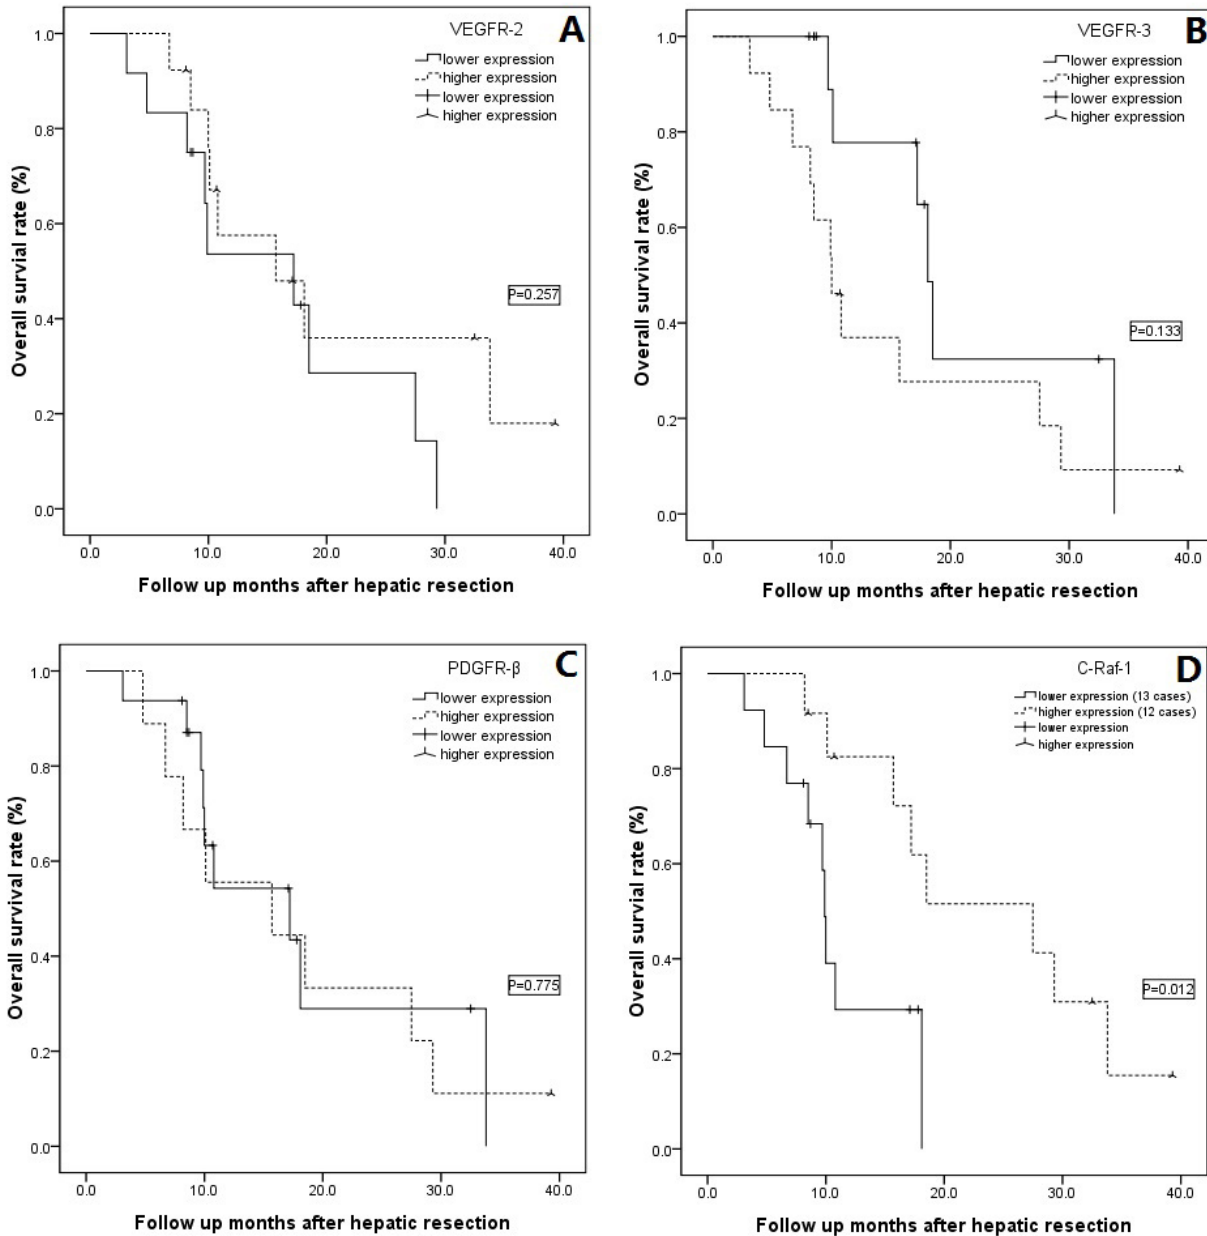 VEGFR-2
A
lower expression
higher expression
lower expression
higher expression
P=0.257
1.0
0.8
0.6
0.4
0.2
0.0
Overall survial rate (%)
0.0 10.0 20.0 30.0 40.0
Follow up months after hepatic resection
VEGFR-3
B
lower expression
higher expression
lower expression
higher expression
P=0.133
1.0
0.8
0.6
0.4
0.2
0.0
Overall survial rate (%)
0.0 10.0 20.0 30.0 40.0
Follow up months after hepatic resection
PDGFR-β
C
lower expression
higher expression
lower expression
higher expression
P=0.775
1.0
0.8
0.6
0.4
0.2
0.0
Overall survial rate (%)
0.0 10.0 20.0 30.0 40.0
Follow up months after hepatic resection
C-Raf-1
D
lower expression (13 cases)
higher expression (12 cases)
lower expression
higher expression
P=0.012
1.0
0.8
0.6
0.4
0.2
0.0
Overall survial rate (%)
0.0 10.0 20.0 30.0 40.0
Follow up months after hepatic resection